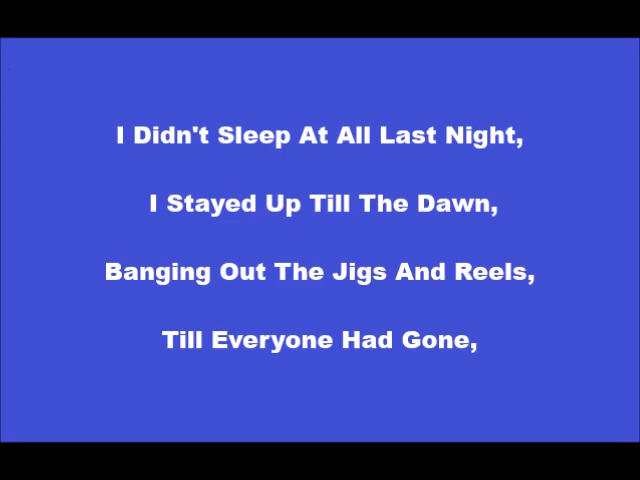 I Didn't Sleep At All Last Night,
I Stayed Up Till The Dawn,
Banging Out The Jigs And Reels,
Till Everyone Had Gone,